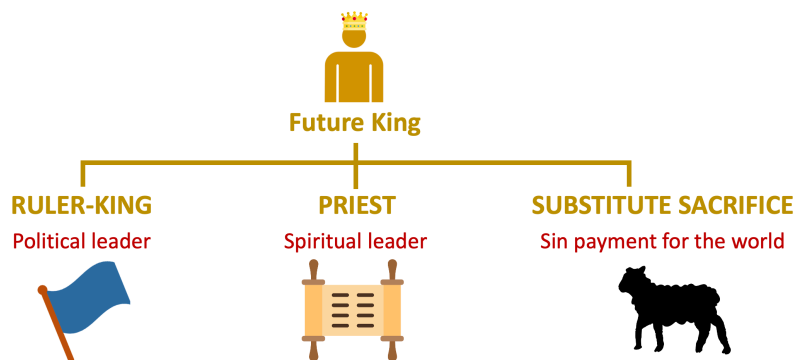 Future King
RULER-KING
Political leader
PRIEST
Spiritual leader
SUBSTITUTE SACRIFICE
Sin payment for the world